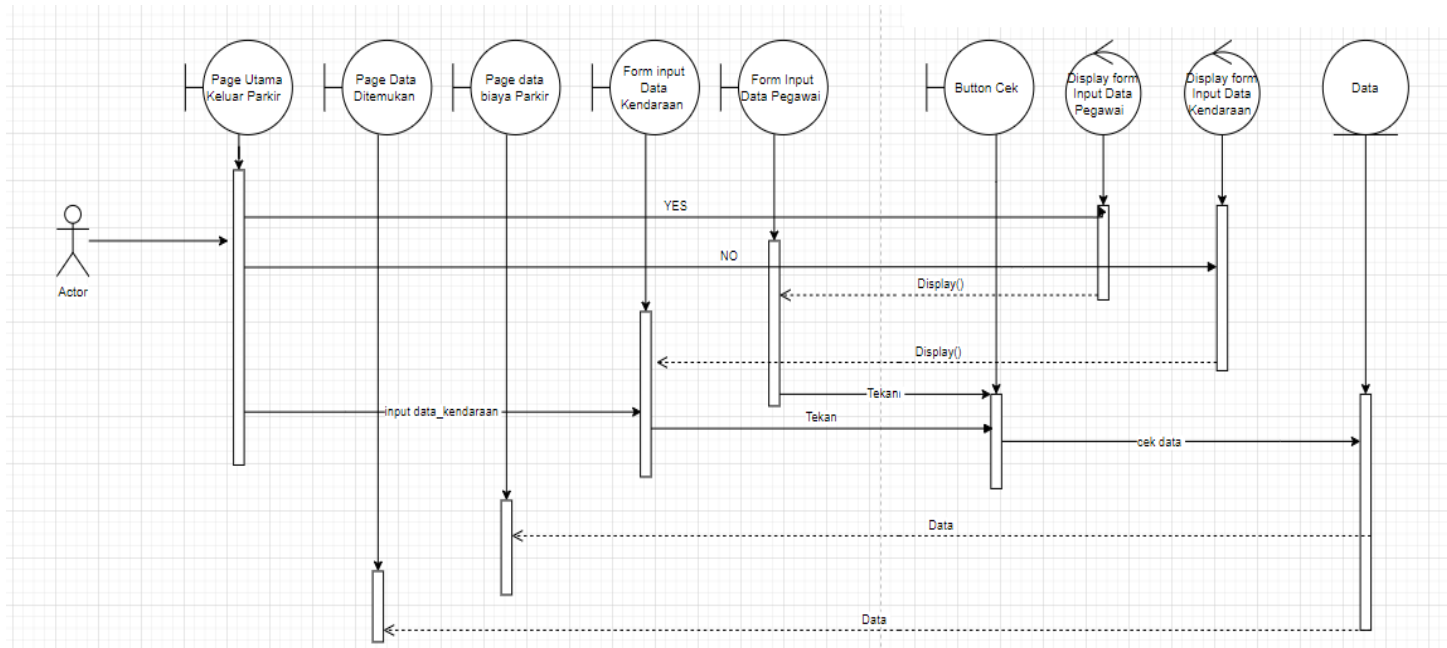 Page Utama
Keluar Parkir
Page Data
Ditemukan
Page data
biaya Parkir
Form input
Data
Kendaraan
Form Input
Data Pegawai
Button Cek
Display form
Input Data
Pegawai
Display form
Input Data
Kendaraan
Data
YES
Actor
NO
Display()
Display()
Tekan
input data_kendaraan
Tekan
cek data
Data
Data